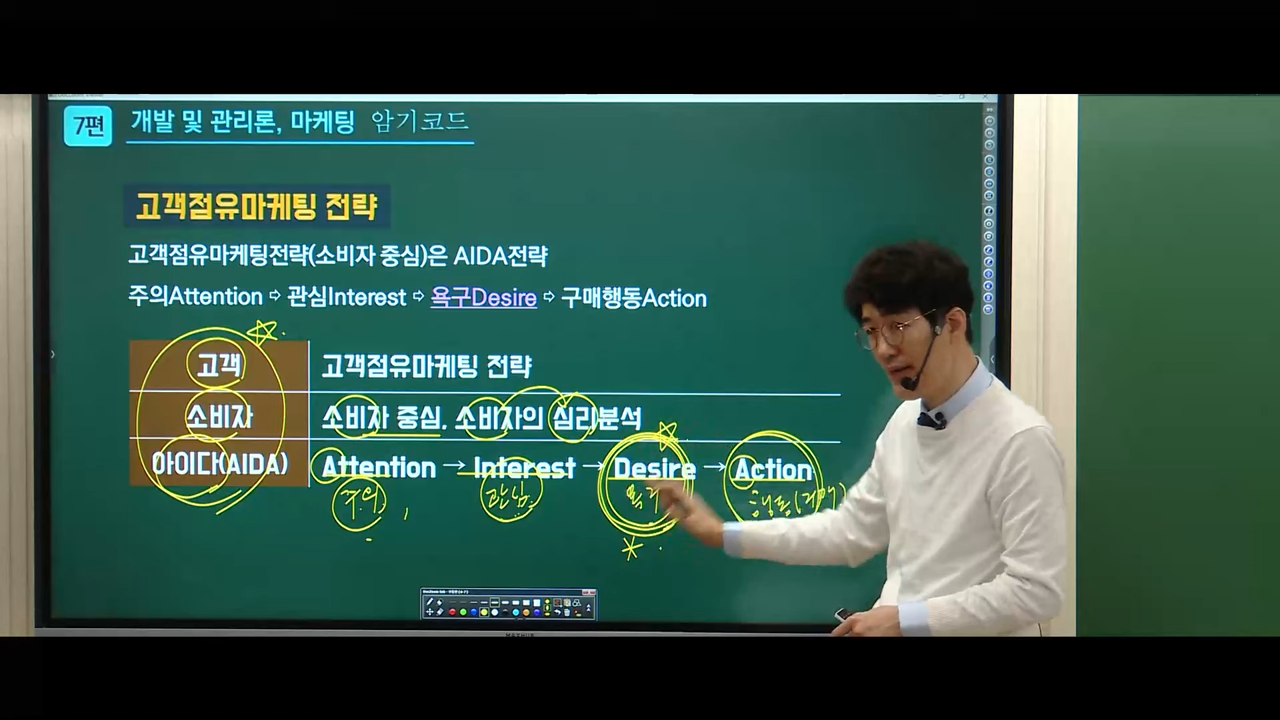 7편 개발 및 관리론, 마케팅 암기코드
고객점유마케팅 전략
고객점유마케팅전략(소비자 중심)은 AIDA전략
주의Attention ⇨ 관심Interest ⇨ 욕구Desire ⇨ 구매행동Action
고객 고객점유마케팅 전략
소비자 소비자 중심, 소비자의 심리분석
아이다(AIDA) Attention → Interest → Desire → Action
주의 관심 욕구 행동(구매)